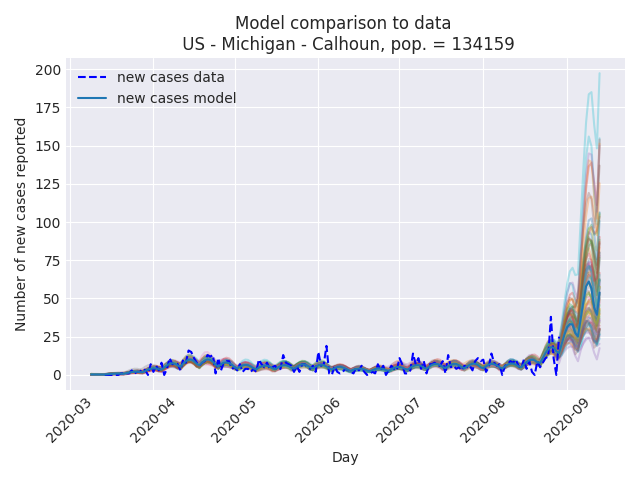 Model comparison to data
US - Michigan - Calhoun, pop. = 134159
new cases data
new cases model
Number of new cases reported
200
175
150
125
100
75
50
25
0
2020-03
2020-04
2020-05
2020-06
2020-07
2020-08
2020-09
Day